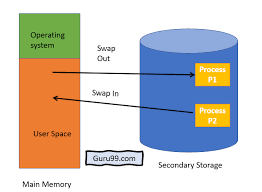 Operating
system
Swap
Out
Process
P1
Swap In
Process
P2
User Space
Guru99.com
Secondary Storage
Main Memory